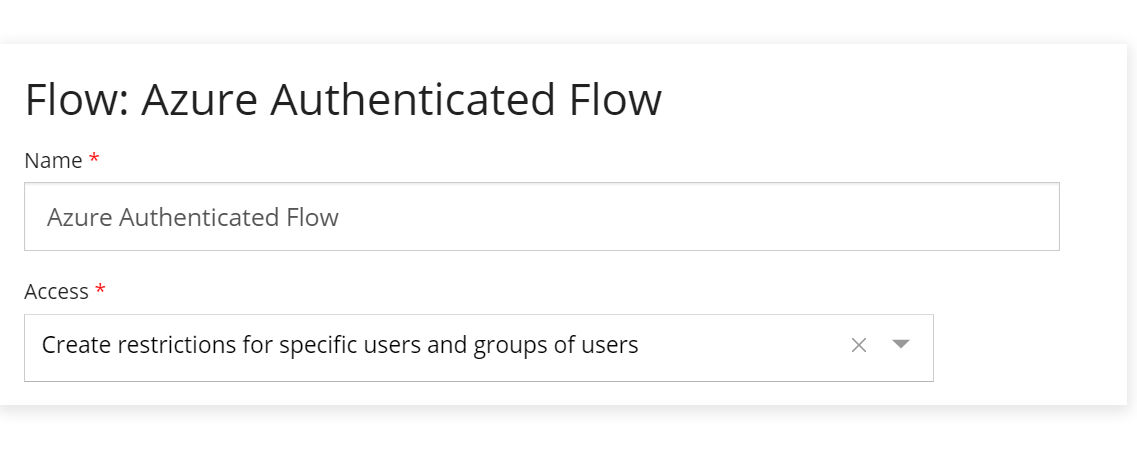 Flow: Azure Authenticated Flow
Name *
Azure Authenticated Flow
Access *
Create restrictions for specific users and groups of users